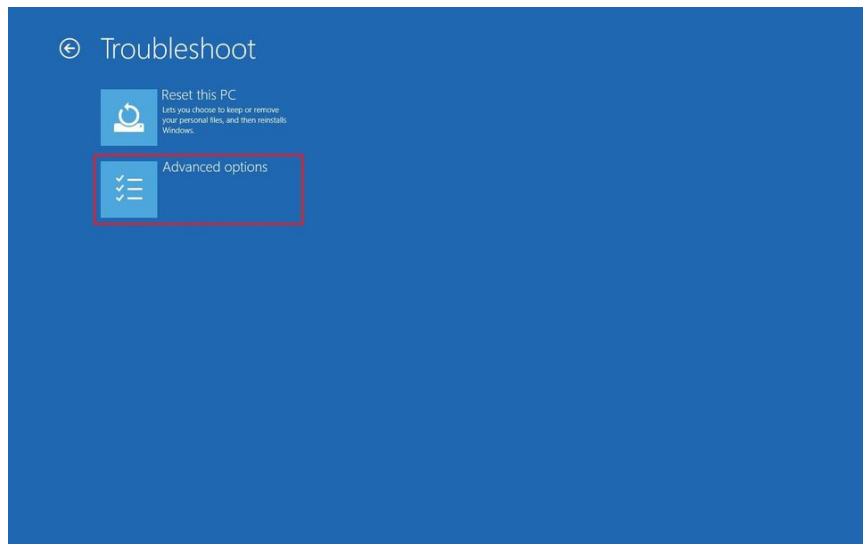 Troubleshoot
Reset this PC
Lets you choose to keep or remove
your personal files, and then reinstalls
Windows.
Advanced options